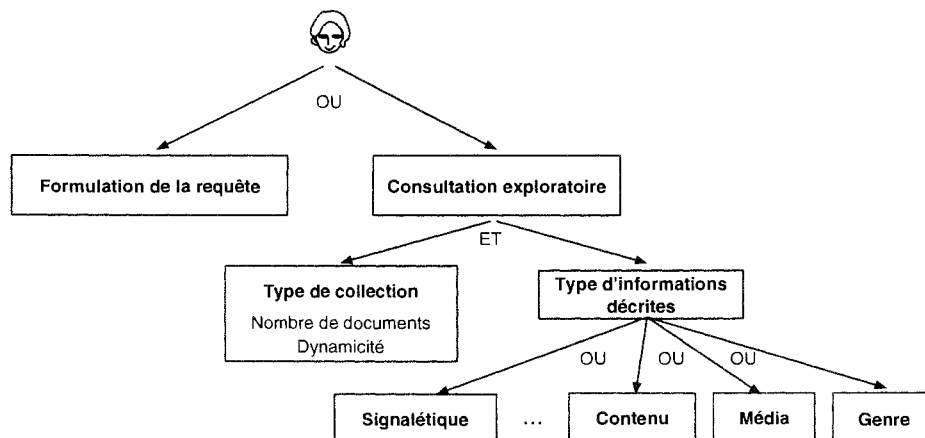 OU
Formulation de la requête
Consultation exploratoire
ET
Type de collection
Nombre de documents
Dynamicité
Type d'informations
décrites
OU
OU
OU
Signalétique
...
Contenu
Média
Genre